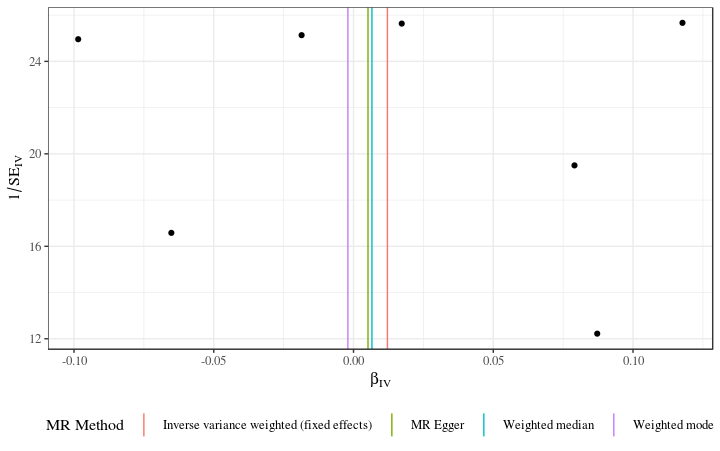 24
20
16
12
1/SE_IV
-0.10 -0.05 0.00 0.05 0.10
β_IV
MR Method Inverse variance weighted (fixed effects) MR Egger Weighted median Weighted mode